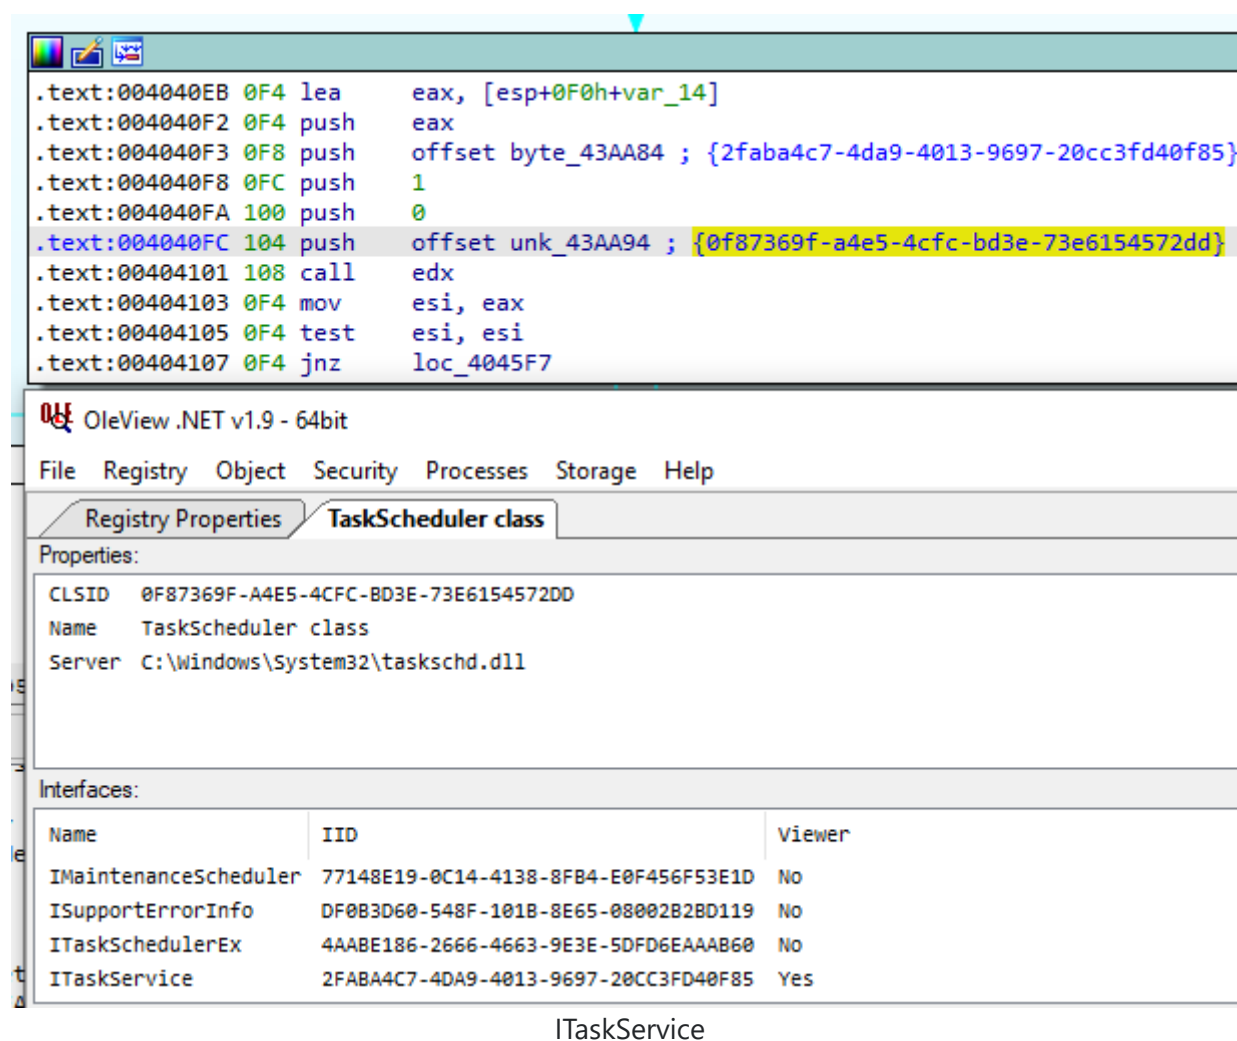 .text:004040EB 0F4 lea eax, [esp+0F0h+var_14]
.text:004040F2 0F4 push eax
.text:004040F3 0F8 push offset byte_43AA84 ; {2faba4c7-4da9-4013-9697-20cc3fd40f85}
.text:004040F8 0FC push 1
.text:004040FA 100 push 0
.text:004040FC 104 push offset unk_43AA94 ; {0f87369f-a4e5-4cfc-bd3e-73e6154572dd}
.text:00404101 108 call edx
.text:00404103 0F4 mov esi, eax
.text:00404105 0F4 test esi, esi
.text:00404107 0F4 jnz loc_4045F7
OleView .NET v1.9 - 64bit
File Registry Object Security Processes Storage Help
Registry Properties TaskScheduler class
Properties:
CLSID 0F87369F-A4E5-4CFC-BD3E-73E6154572DD
Name TaskScheduler class
Server C:\Windows\System32\taskschd.dll
Interfaces:
Name IID Viewer
IMaintenanceScheduler 77148E19-0C14-4138-8FB4-E0F456F53E1D No
ISupportErrorInfo DF0B3D60-548F-101B-8E65-08002B2BD119 No
ITaskSchedulerEx 4AABE186-2666-4663-9E3E-5DFD6EAAAB60 No
ITaskService 2FABA4C7-4DA9-4013-9697-20CC3FD40F85 Yes
ITaskService